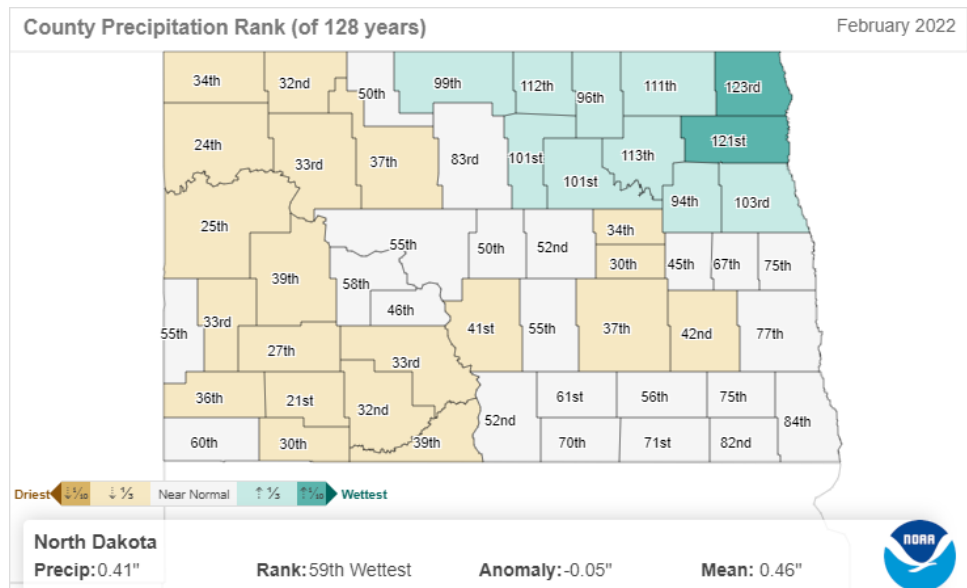 County Precipitation Rank (of 128 years) February 2022
34th 32nd 50th 99th 112th 96th 111th 123rd
24th 33rd 37th 83rd 101st 101st 113th 121st
25th 94th 103rd
39th 55th 50th 52nd 34th 30th 45th 67th 75th
58th 46th
55th 33rd 27th 33rd 41st 55th 37th 42nd 77th
36th 21st 32nd 52nd 61st 56th 75th 84th
60th 30th 39th 70th 71st 82nd
Driest ↓⅒ ↓⅓ Near Normal ↑⅓ ↑⅒ Wettest
North Dakota
Precip:0.41" Rank:59th Wettest Anomaly:-0.05" Mean: 0.46"
NOAA